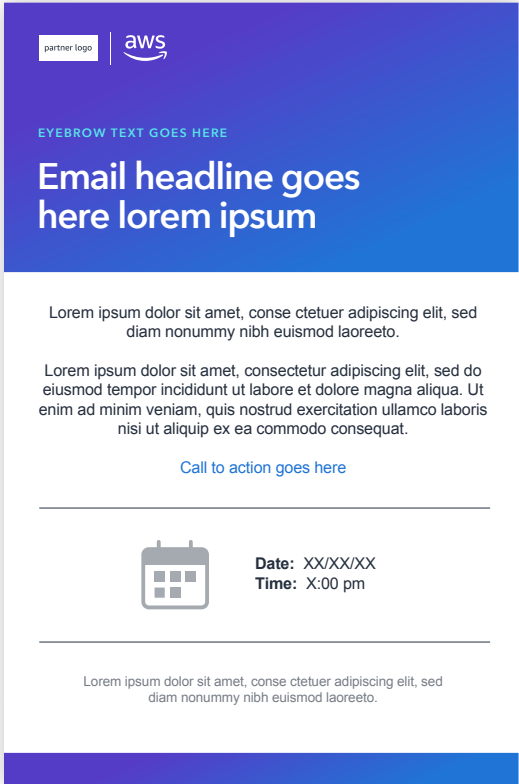 partner logo
aws
EYEBROW TEXT GOES HERE
Email headline goes
here lorem ipsum
Lorem ipsum dolor sit amet, conse ctetuer adipiscing elit, sed
diam nonummy nibh euismod laoreeto.
Lorem ipsum dolor sit amet, consectetur adipiscing elit, sed do
eiusmod tempor incididunt ut labore et dolore magna aliqua. Ut
enim ad minim veniam, quis nostrud exercitation ullamco laboris
nisi ut aliquip ex ea commodo consequat.
Call to action goes here
Date: XX/XX/XX
Time: X:00 pm
Lorem ipsum dolor sit amet, conse ctetuer adipiscing elit, sed
diam nonummy nibh euismod laoreeto.